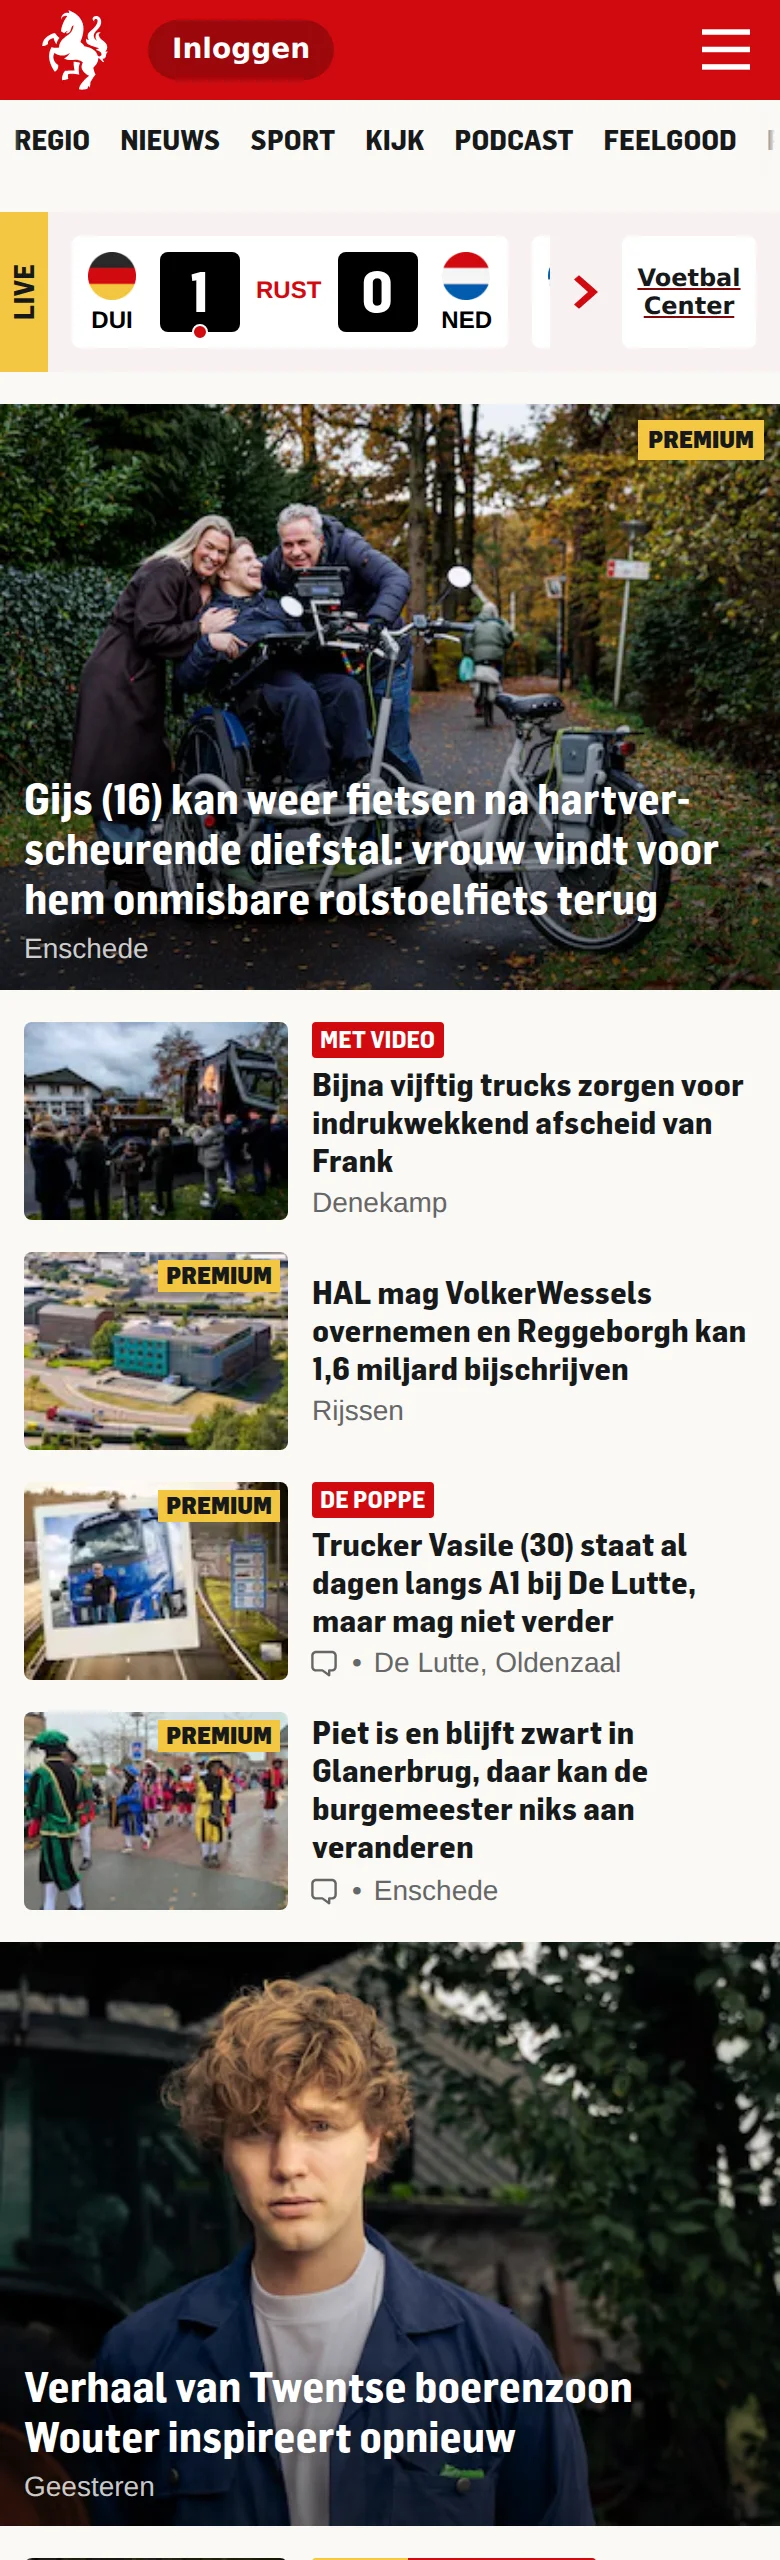 Inloggen
REGIO NIEUWS SPORT KIJK PODCAST FEELGOOD
LIVE
DUI
1
RUST
0
NED
Voetbal
Center
PREMIUM
Gijs (16) kan weer fietsen na hartver-
scheurende diefstal: vrouw vindt voor
hem onmisbare rolstoelfiets terug
Enschede
MET VIDEO
Bijna vijftig trucks zorgen voor
indrukwekkend afscheid van
Frank
Denekamp
PREMIUM
HAL mag VolkerWessels
overnemen en Reggeborgh kan
1,6 miljard bijschrijven
Rijssen
PREMIUM
DE POPPE
Trucker Vasile (30) staat al
dagen langs A1 bij De Lutte,
maar mag niet verder
• De Lutte, Oldenzaal
PREMIUM
Piet is en blijft zwart in
Glanerbrug, daar kan de
burgemeester niks aan
veranderen
• Enschede
Verhaal van Twentse boerenzoon
Wouter inspireert opnieuw
Geesteren